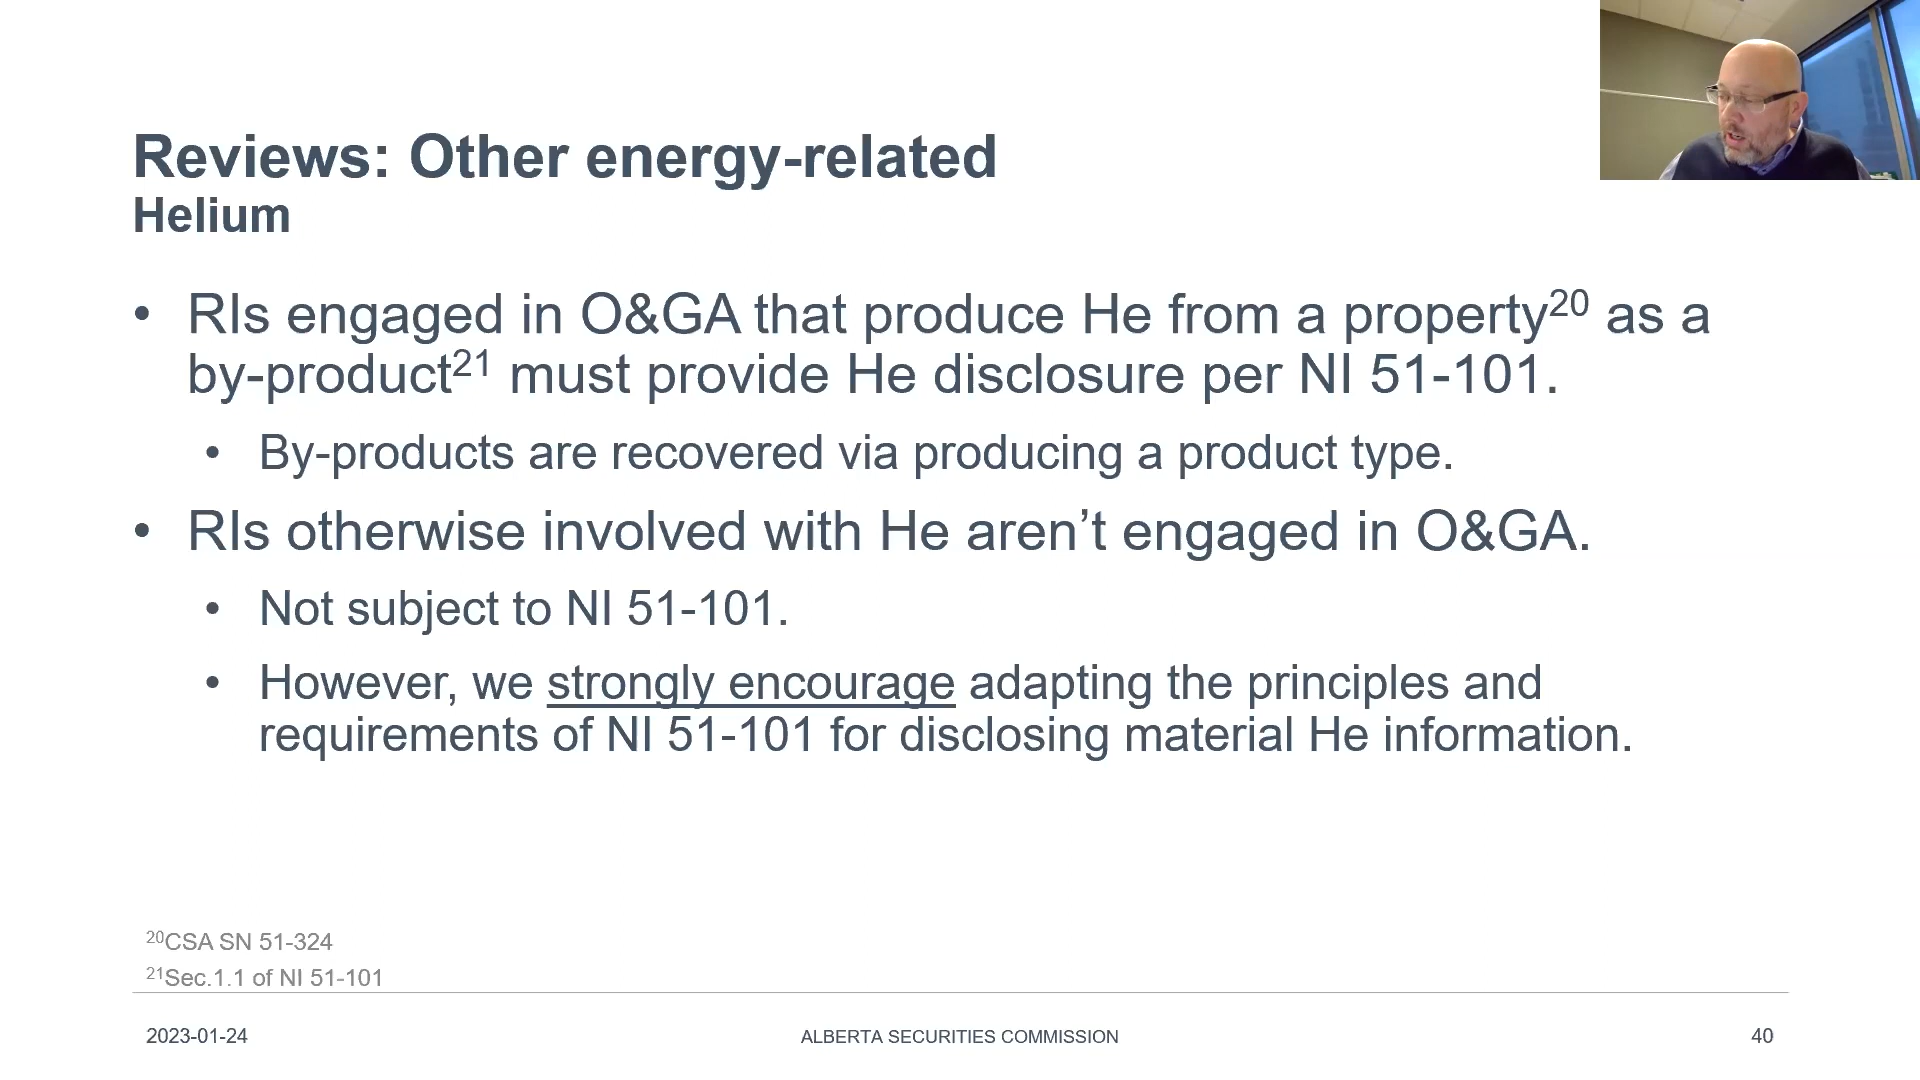 Reviews: Other energy-related
Helium
• RIs engaged in O&GA that produce He from a property20 as a
by-product21 must provide He disclosure per NI 51-101.
• By-products are recovered via producing a product type.
• RIs otherwise involved with He aren’t engaged in O&GA.
• Not subject to NI 51-101.
• However, we strongly encourage adapting the principles and
requirements of NI 51-101 for disclosing material He information.
20CSA SN 51-324
21Sec.1.1 of NI 51-101
2023-01-24
ALBERTA SECURITIES COMMISSION
40